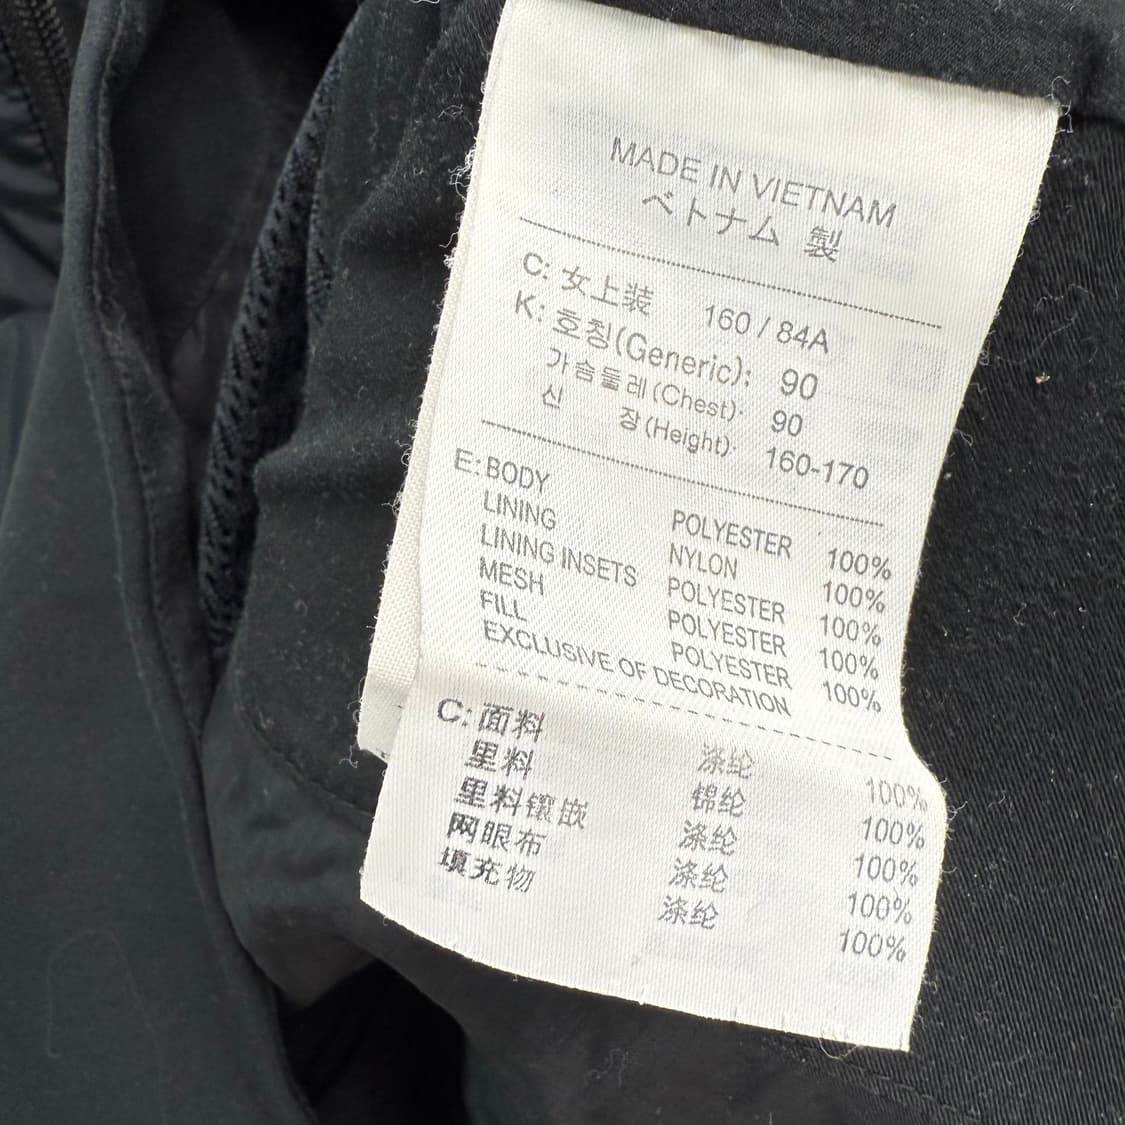 MADE IN VIETNAM
ベトナム 製
C: 女上装 160 / 84A
K: 호칭(Generic): 90
가슴둘레(Chest): 90
신 장(Height): 160-170
E: BODY POLYESTER 100%
LINING NYLON 100%
LINING INSETS POLYESTER 100%
MESH POLYESTER 100%
FILL POLYESTER 100%
EXCLUSIVE OF DECORATION
C: 面料 涤纶 100%
里料 锦纶 100%
里料镶嵌 涤纶 100%
网眼布 涤纶 100%
填充物 涤纶 100%